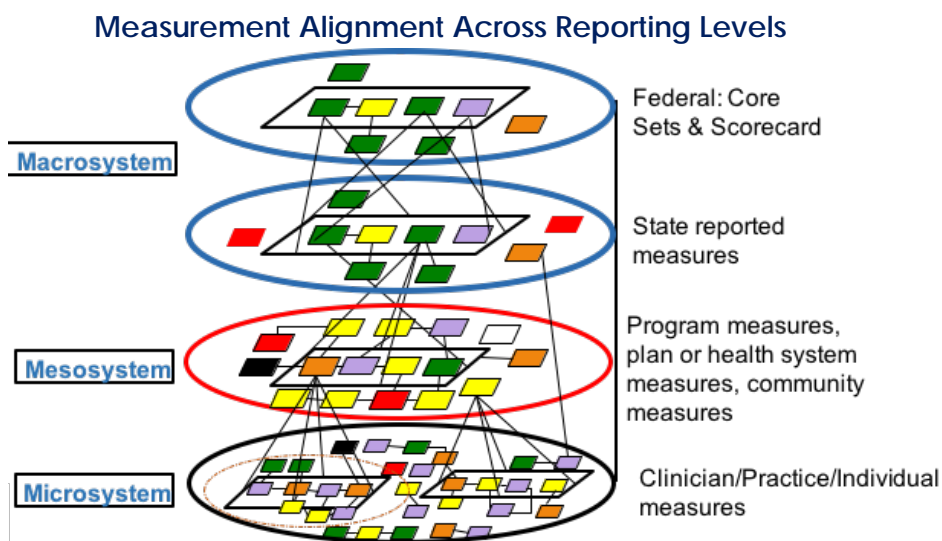 Measurement Alignment Across Reporting Levels
Federal: Core
Sets & Scorecard
Macrosystem
State reported
measures
Program measures,
plan or health system
measures, community
measures
Mesosystem
Microsystem
Clinician/Practice/Individual
measures